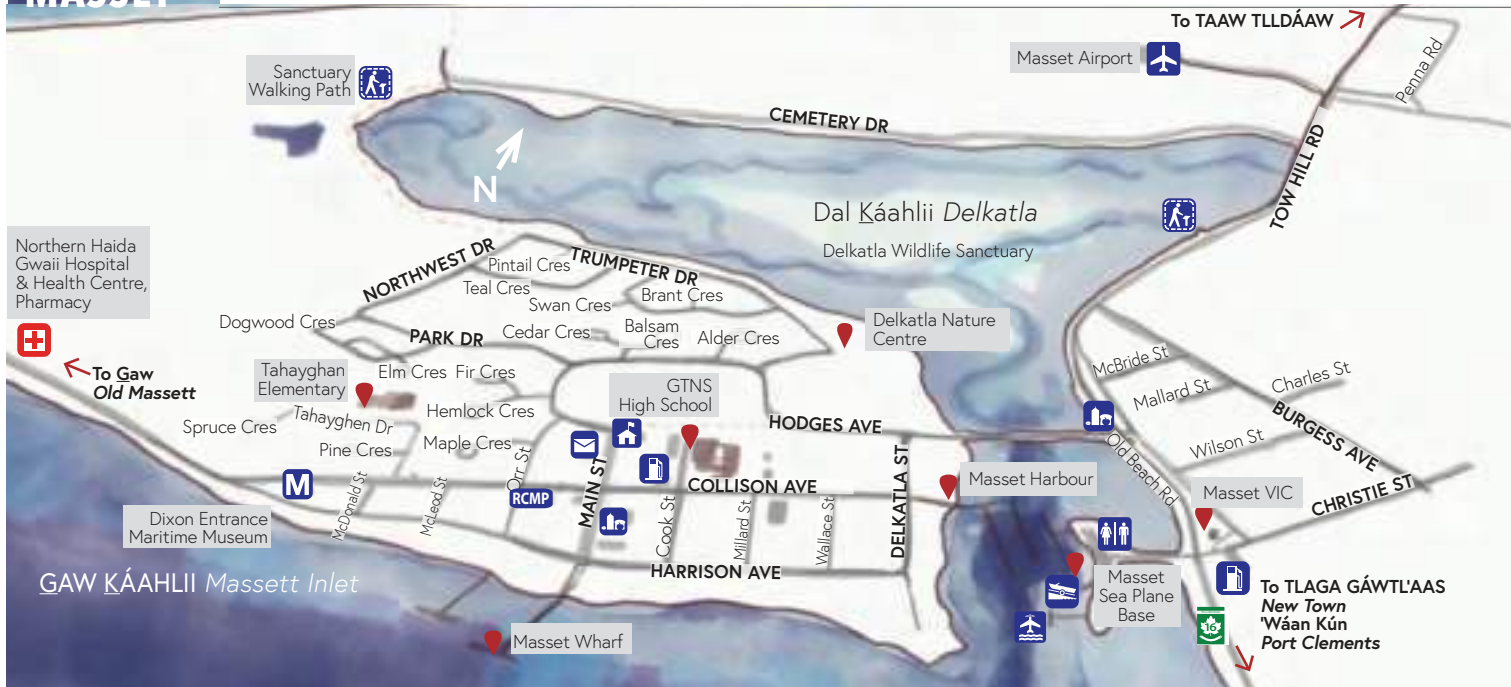 MASSET
To TAAW TLLDÁAW
Masset Airport
Penna Rd
Sanctuary
Walking Path
CEMETERY DR
N
TOW HILL RD
Dal Ḵáahlii Delkatla
Delkatla Wildlife Sanctuary
Northern Haida
Gwaii Hospital
& Health Centre,
Pharmacy
NORTHWEST DR
TRUMPETER DR
Pintail Cres
Teal Cres
Swan Cres
Brant Cres
Dogwood Cres
PARK DR
Cedar Cres
Balsam
Cres
Alder Cres
Delkatla Nature
Centre
To G̲aw
Old Massett
Tahayghan
Elementary
Elm Cres
Fir Cres
GTNS
High School
McBride St
Mallard St
Charles St
Hemlock Cres
Spruce Cres
Tahayghen Dr
HODGES AVE
BURGESS AVE
Pine Cres
Maple Cres
Orr St
Old Beach Rd
Wilson St
M
McDonald St
McLeod St
RCMP
MAIN ST
COLLISON AVE
DELKATLA ST
Masset Harbour
Masset VIC
CHRISTIE ST
Dixon Entrance
Maritime Museum
Cook St
Millard St
Wallace St
HARRISON AVE
G̲AW Ḵ́ÁAHLII Massett Inlet
Masset
Sea Plane
Base
To TLAGA GÁWTL'AAS
New Town
'Wáan Kún
Port Clements
16
Masset Wharf